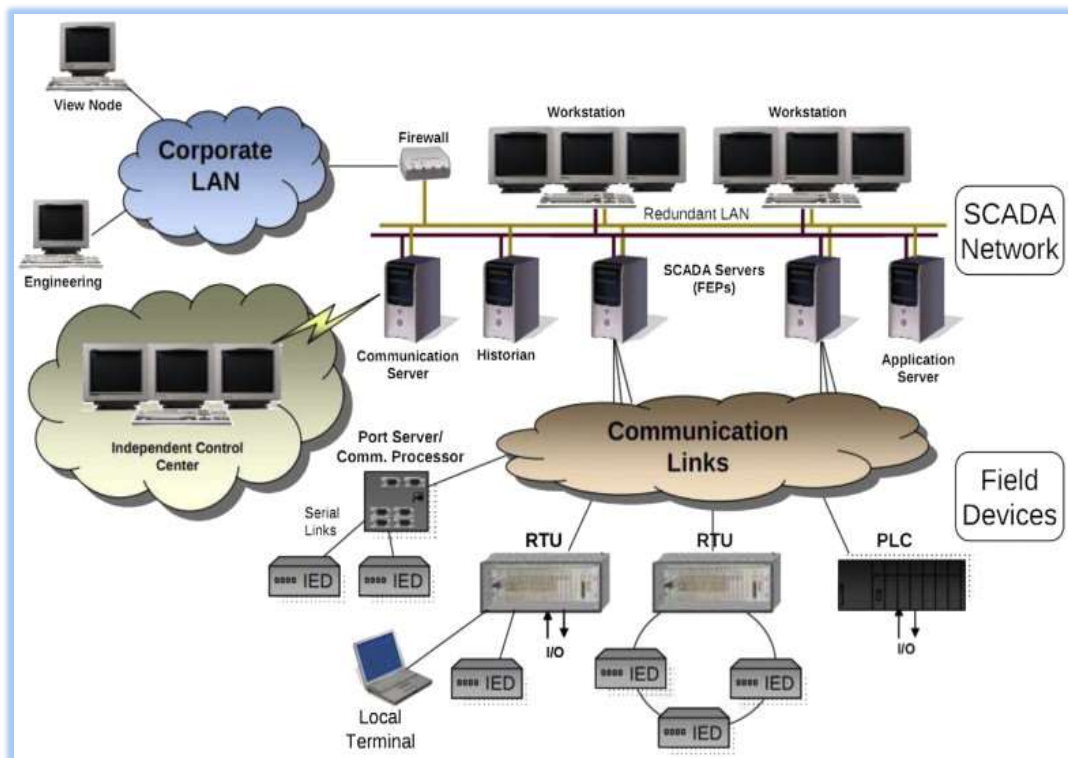 View Node
Corporate
LAN
Engineering
Firewall
Workstation
Workstation
Redundant LAN
SCADA
Network
SCADA Servers
(FEPs)
Communication
Server
Historian
Application
Server
Independent Control
Center
Port Server/
Comm. Processor
Communication
Links
Field
Devices
Serial
Links
IED
IED
RTU
RTU
PLC
I/O
I/O
IED
IED
IED
IED
Local
Terminal